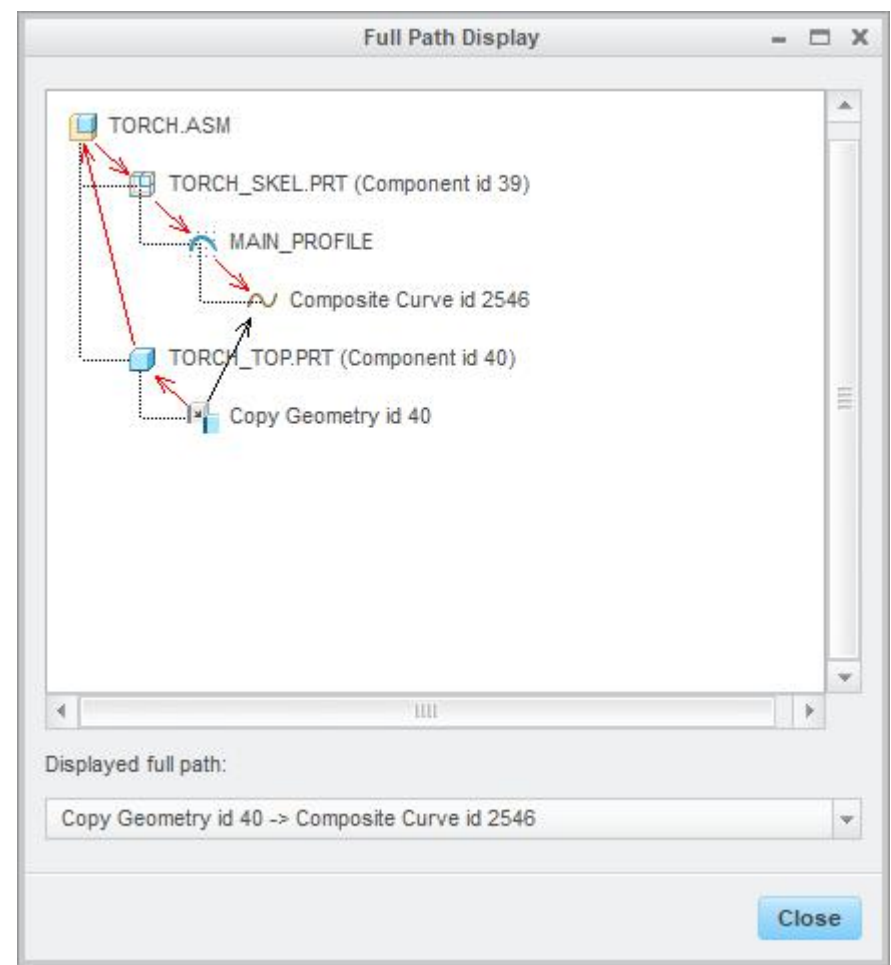 Full Path Display
TORCH.ASM
TORCH_SKEL.PRT (Component id 39)
MAIN_PROFILE
Composite Curve id 2546
TORCH_TOP.PRT (Component id 40)
Copy Geometry id 40
Displayed full path:
Copy Geometry id 40 -> Composite Curve id 2546
Close